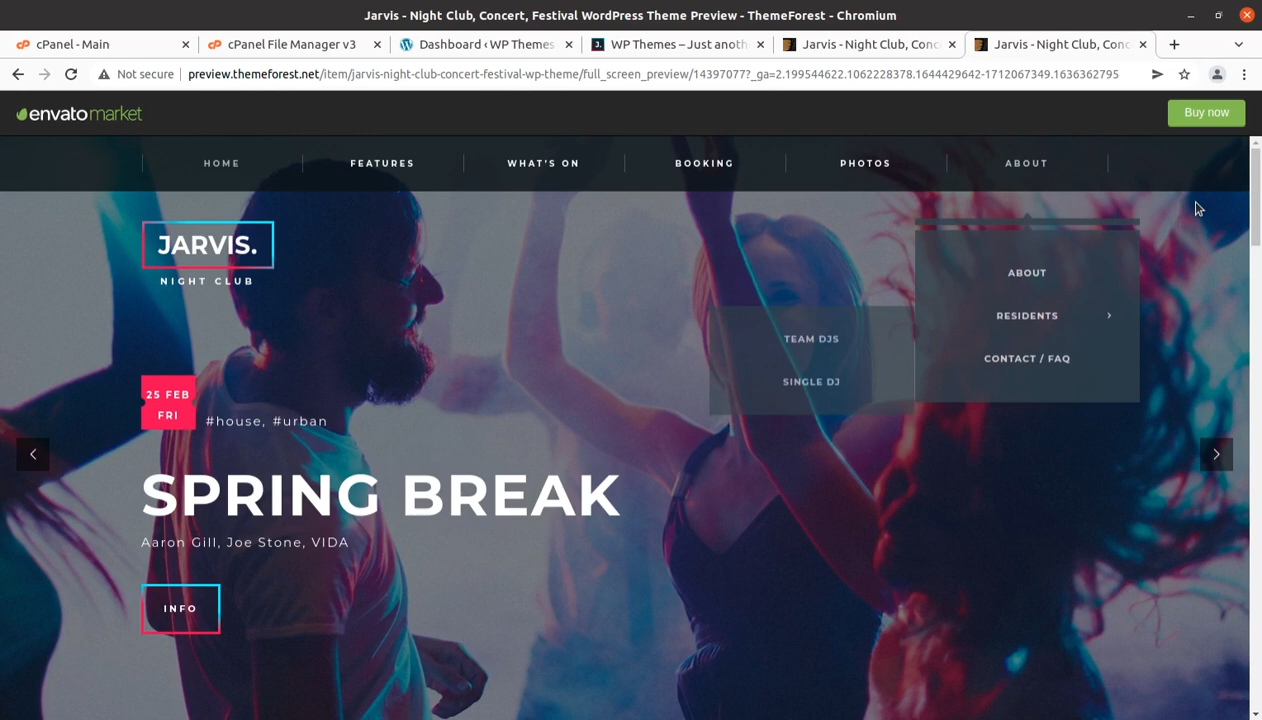 Jarvis - Night Club, Concert, Festival WordPress Theme Preview - ThemeForest - Chromium
cPanel - Main
cPanel File Manager v3
Dashboard ‹ WP Themes
WP Themes – Just anoth
Jarvis - Night Club, Conc
Jarvis - Night Club, Conc
Not secure
preview.themeforest.net/item/jarvis-night-club-concert-festival-wp-theme/full_screen_preview/14397077?_ga=2.199544622.1062228378.1644429642-1712067349.1636362795
envato market
Buy now
HOME
FEATURES
WHAT'S ON
BOOKING
PHOTOS
ABOUT
JARVIS.
NIGHT CLUB
ABOUT
RESIDENTS
CONTACT / FAQ
TEAM DJS
SINGLE DJ
25 FEB
FRI
#house, #urban
SPRING BREAK
Aaron Gill, Joe Stone, VIDA
INFO